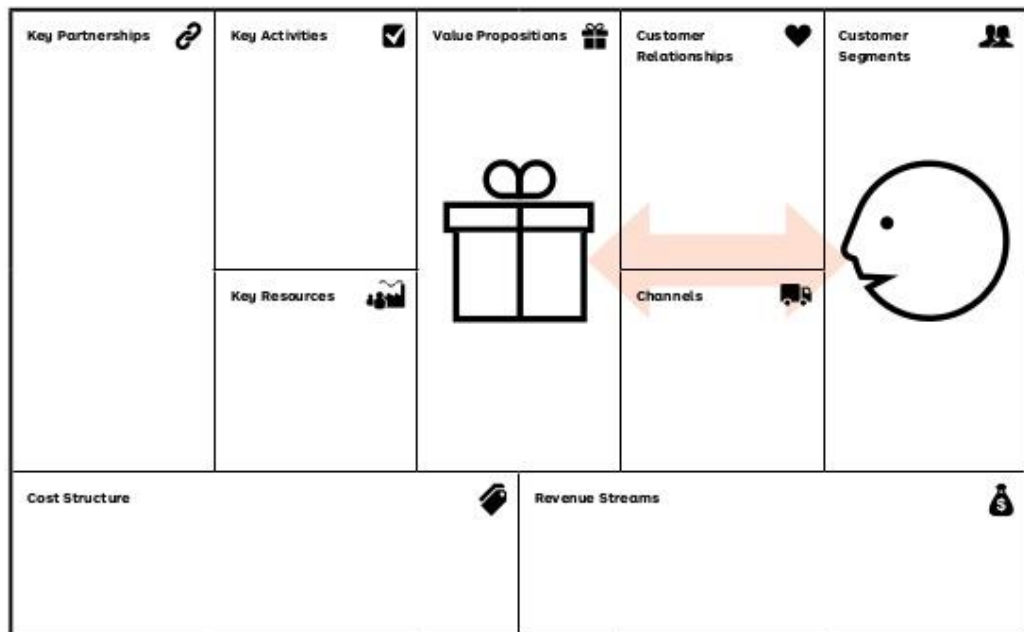 Key Partnerships
Key Activities
Value Propositions
Customer
Relationships
Customer
Segments
Key Resources
Channels
Cost Structure
Revenue Streams
$